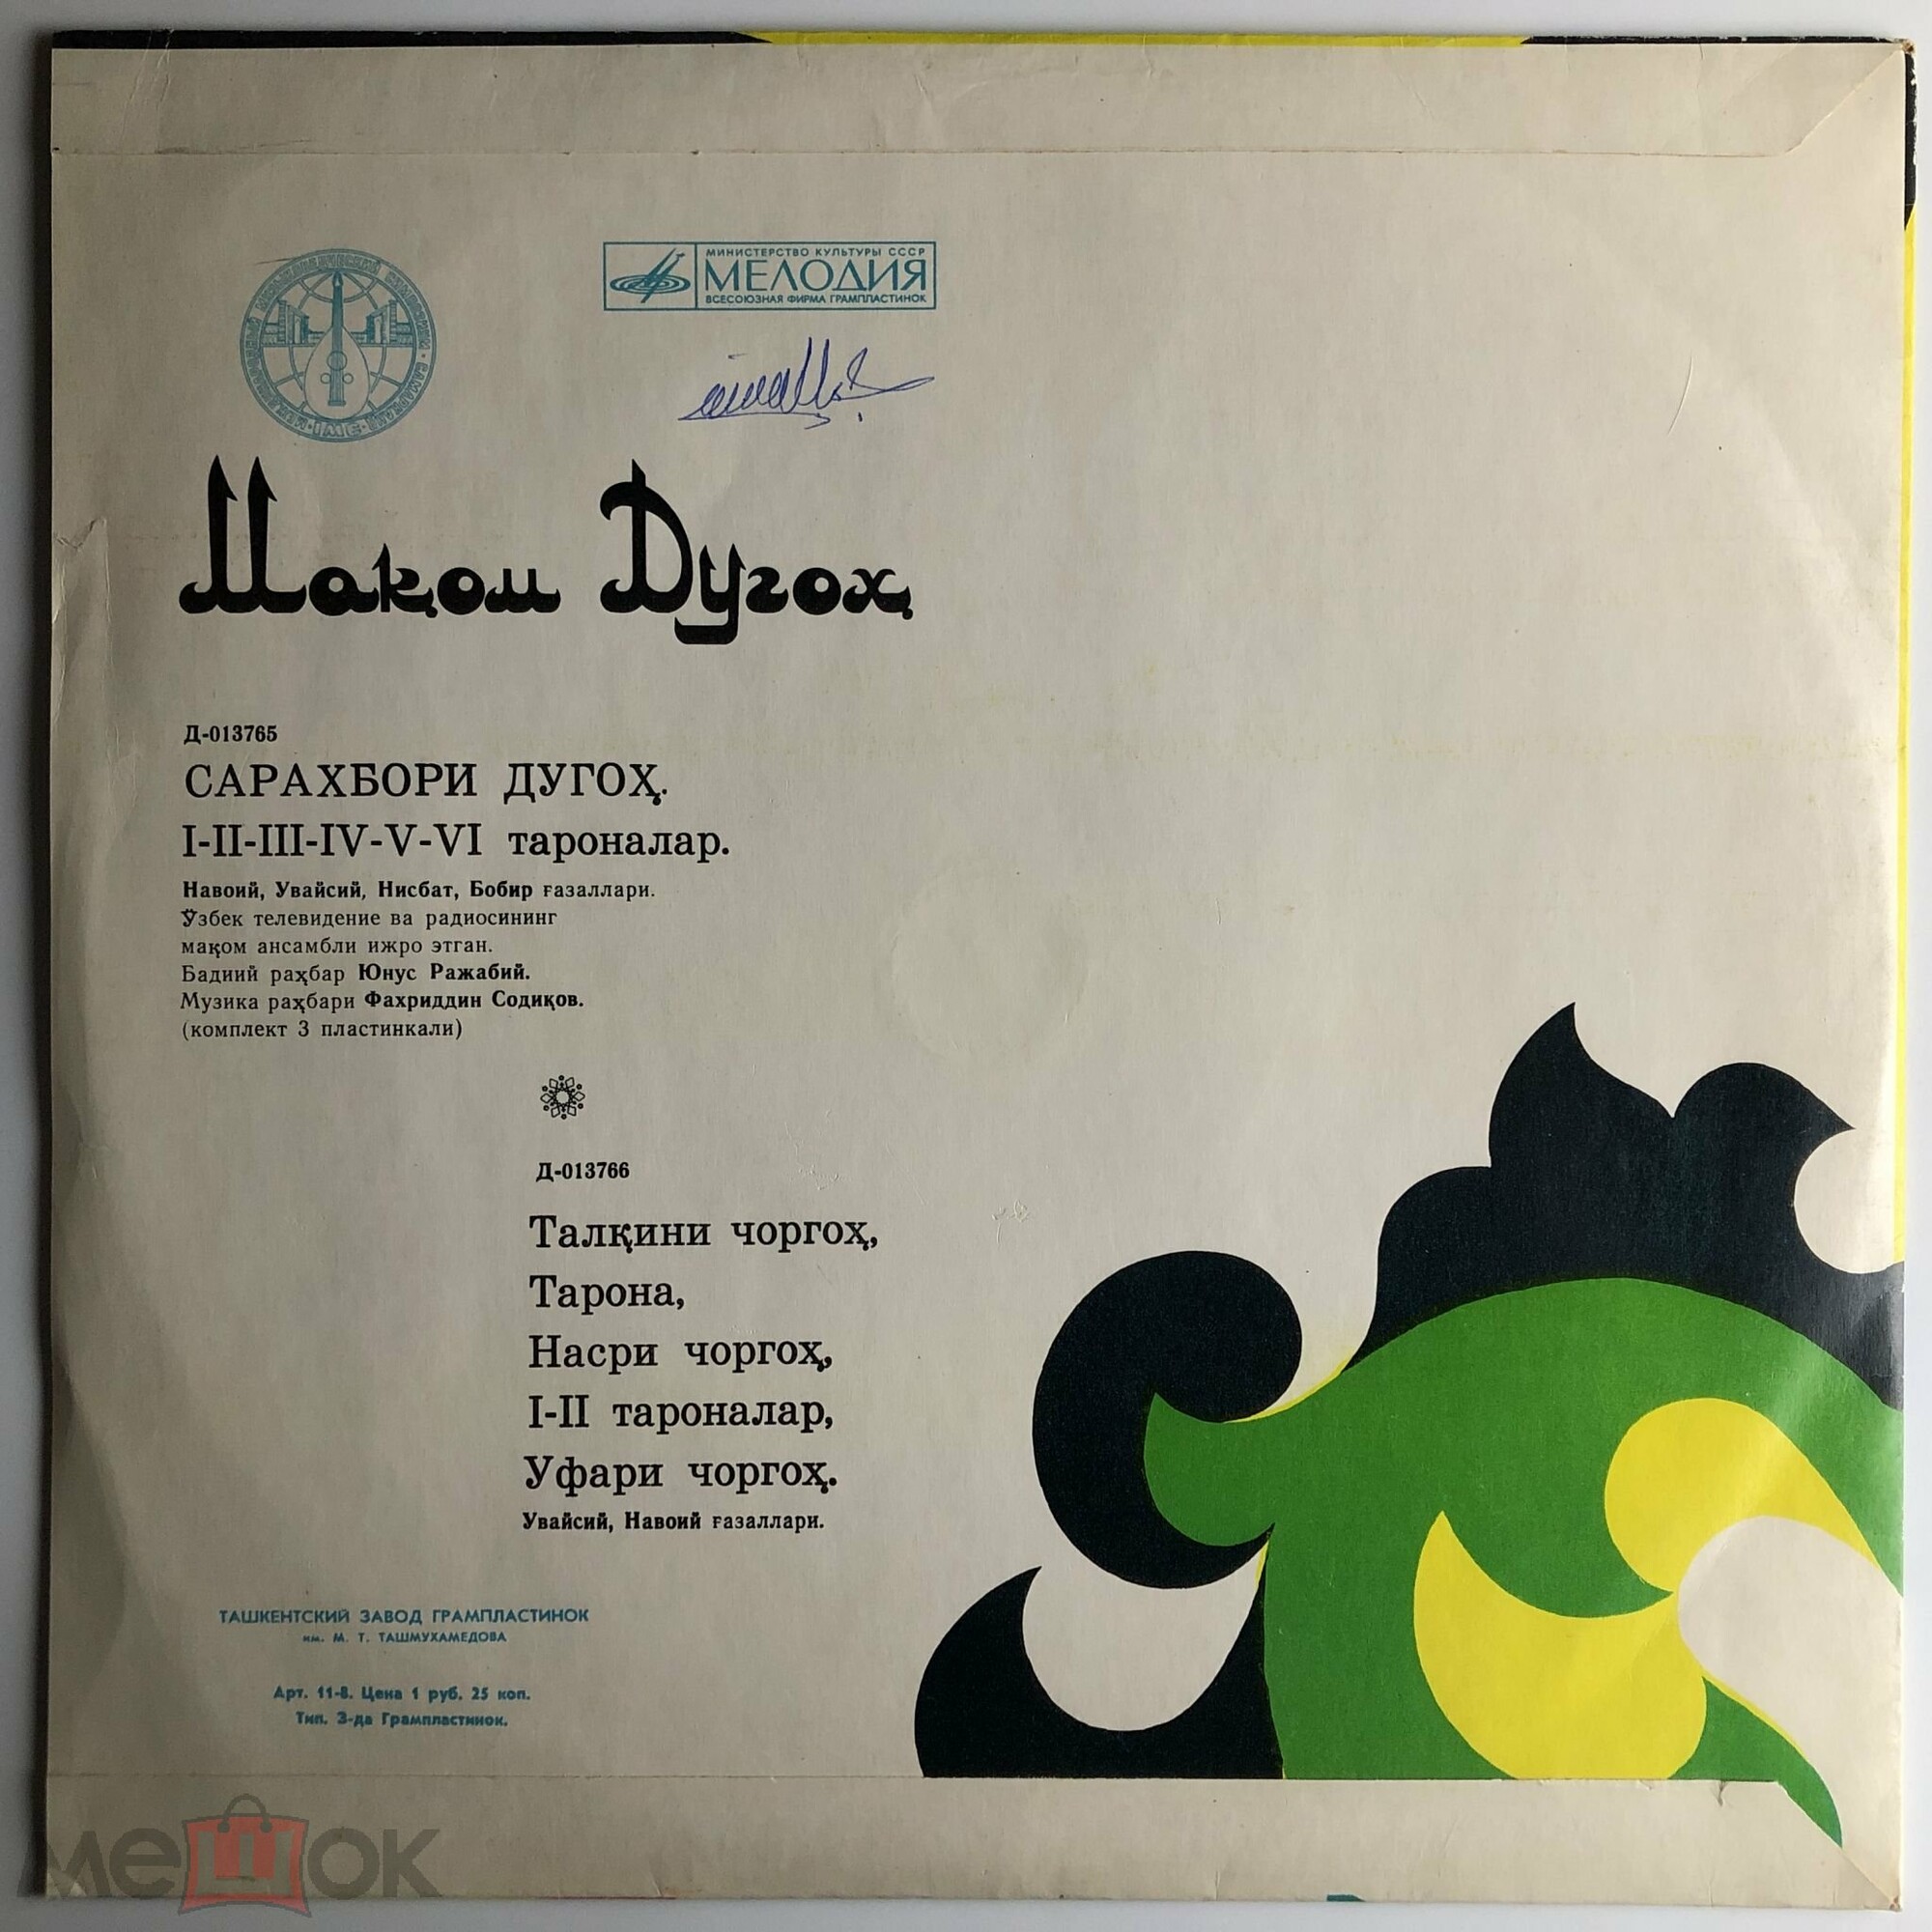 МИНИСТЕРСТВО КУЛЬТУРЫ СССР
МЕЛОДИЯ
ВСЕСОЮЗНАЯ ФИРМА ГРАМПЛАСТИНОК
Мақом Дугоҳ
Д-013765
САРАХБОРИ ДУГОҲ.
I-II-III-IV-V-VI тароналар.
Навоий, Увайсий, Нисбат, Бобир ғазаллари.
Ўзбек телевидение ва радиосининг
мақом ансамбли ижро этган.
Бадиий раҳбар Юнус Ражабий.
Музика раҳбари Фахриддин Содиқов.
(комплект 3 пластинкали)
Д-013766
Талқини чоргоҳ,
Тарона,
Насри чоргоҳ,
I-II тароналар,
Уфари чоргоҳ.
Увайсий, Навоий ғазаллари.
ТАШКЕНТСКИЙ ЗАВОД ГРАМПЛАСТИНОК
им. М. Т. ТАШМУХАМЕДОВА
Арт. 11-8. Цена 1 руб. 25 коп.
Тип. З-да Грампластинок.
мешок